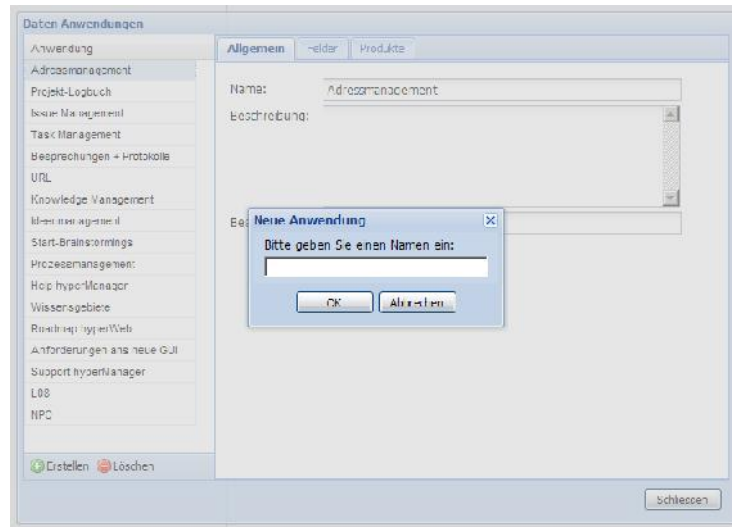 Daten Anwendungen
Anwendung
Adressmanagement
Projekt-Logbuch
Issue Management
Task Management
Besprechungen + Protokolle
URL
Knowledge Management
Ideenmanagement
Start-Brainstormings
Prozessmanagement
Help hyperManager
Wissensgebiete
Roadmap hyperWeb
Anforderungen ans neue GUI
Support hyperManager
NPC
Erstellen Löschen
Allgemein Felder Produkte
Name: Adressmanagement
Beschreibung:
Neue Anwendung
Bitte geben Sie einen Namen ein:
OK Abbrechen
Schliessen